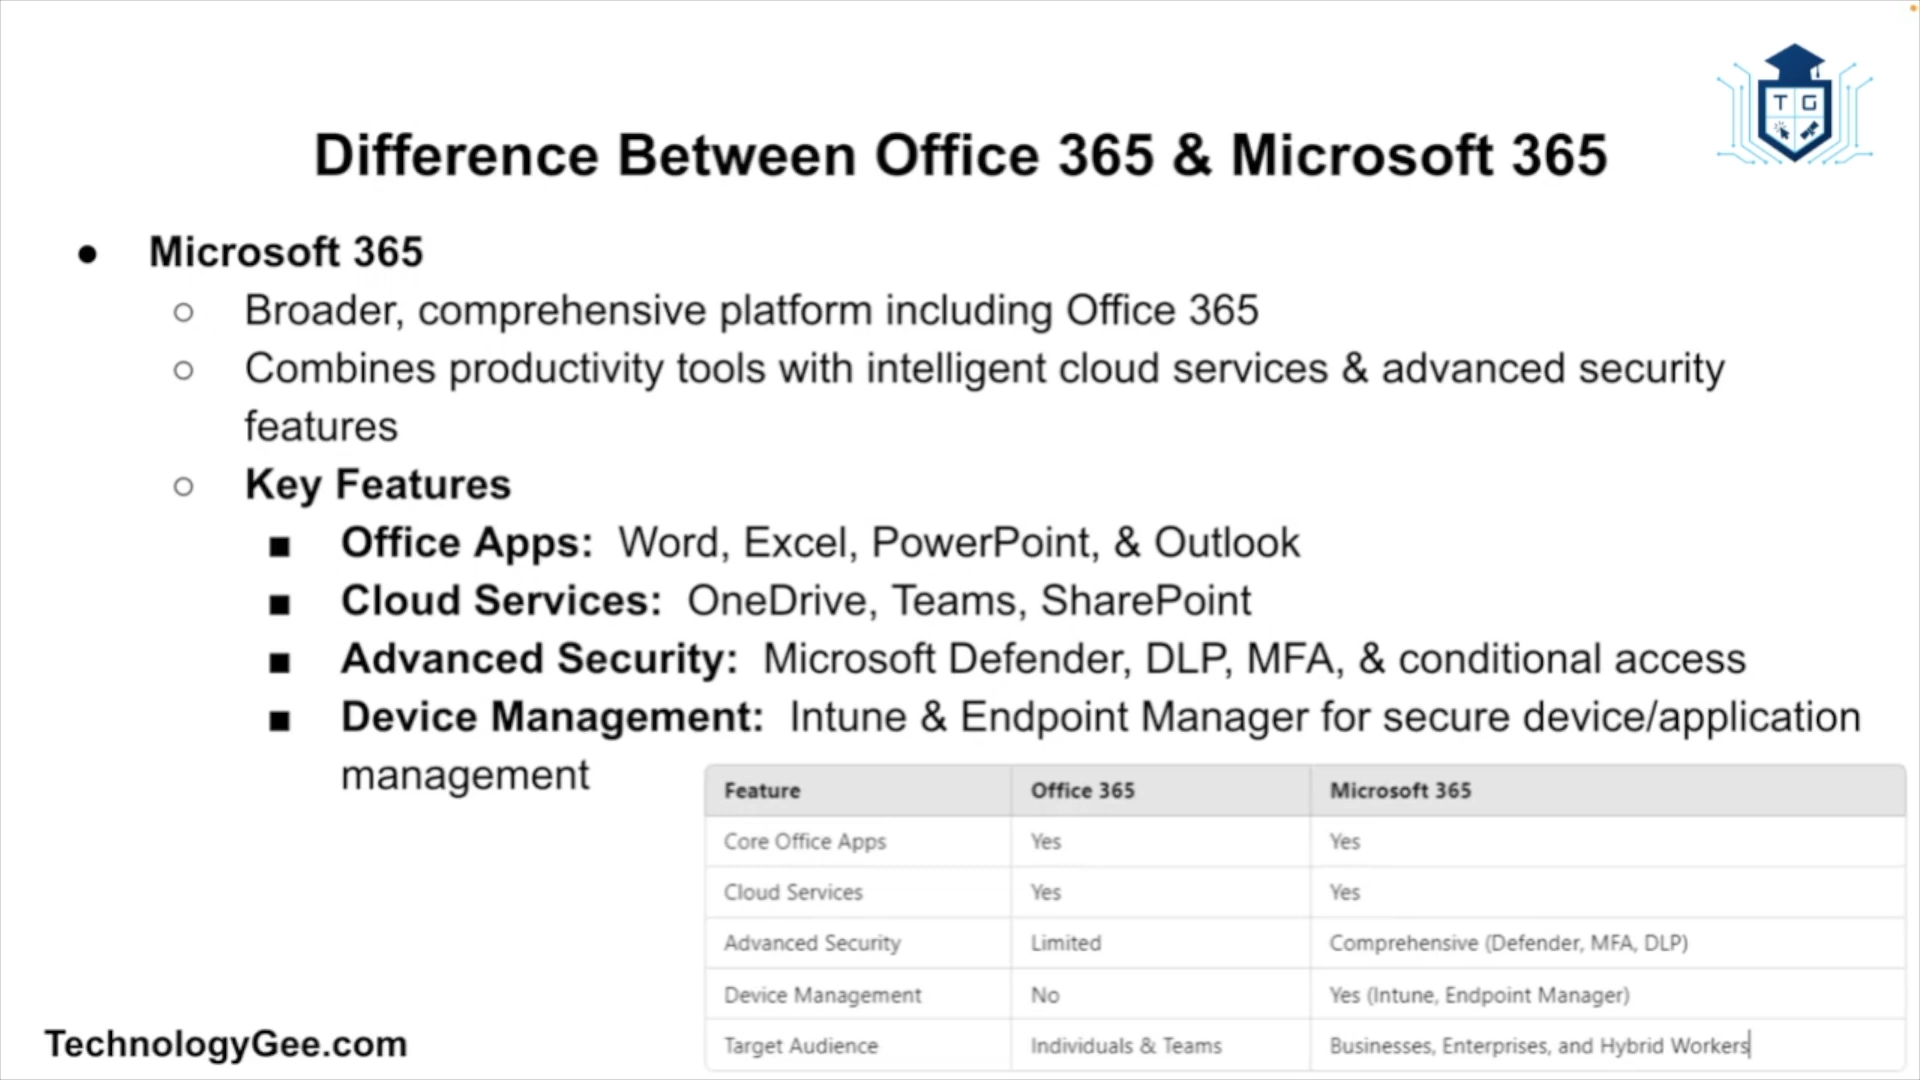 T G
Difference Between Office 365 & Microsoft 365
● Microsoft 365
○ Broader, comprehensive platform including Office 365
○ Combines productivity tools with intelligent cloud services & advanced security
features
○ Key Features
■ Office Apps: Word, Excel, PowerPoint, & Outlook
■ Cloud Services: OneDrive, Teams, SharePoint
■ Advanced Security: Microsoft Defender, DLP, MFA, & conditional access
■ Device Management: Intune & Endpoint Manager for secure device/application
management
Feature Office 365 Microsoft 365
Core Office Apps Yes Yes
Cloud Services Yes Yes
Advanced Security Limited Comprehensive (Defender, MFA, DLP)
Device Management No Yes (Intune, Endpoint Manager)
Target Audience Individuals & Teams Businesses, Enterprises, and Hybrid Workers
TechnologyGee.com